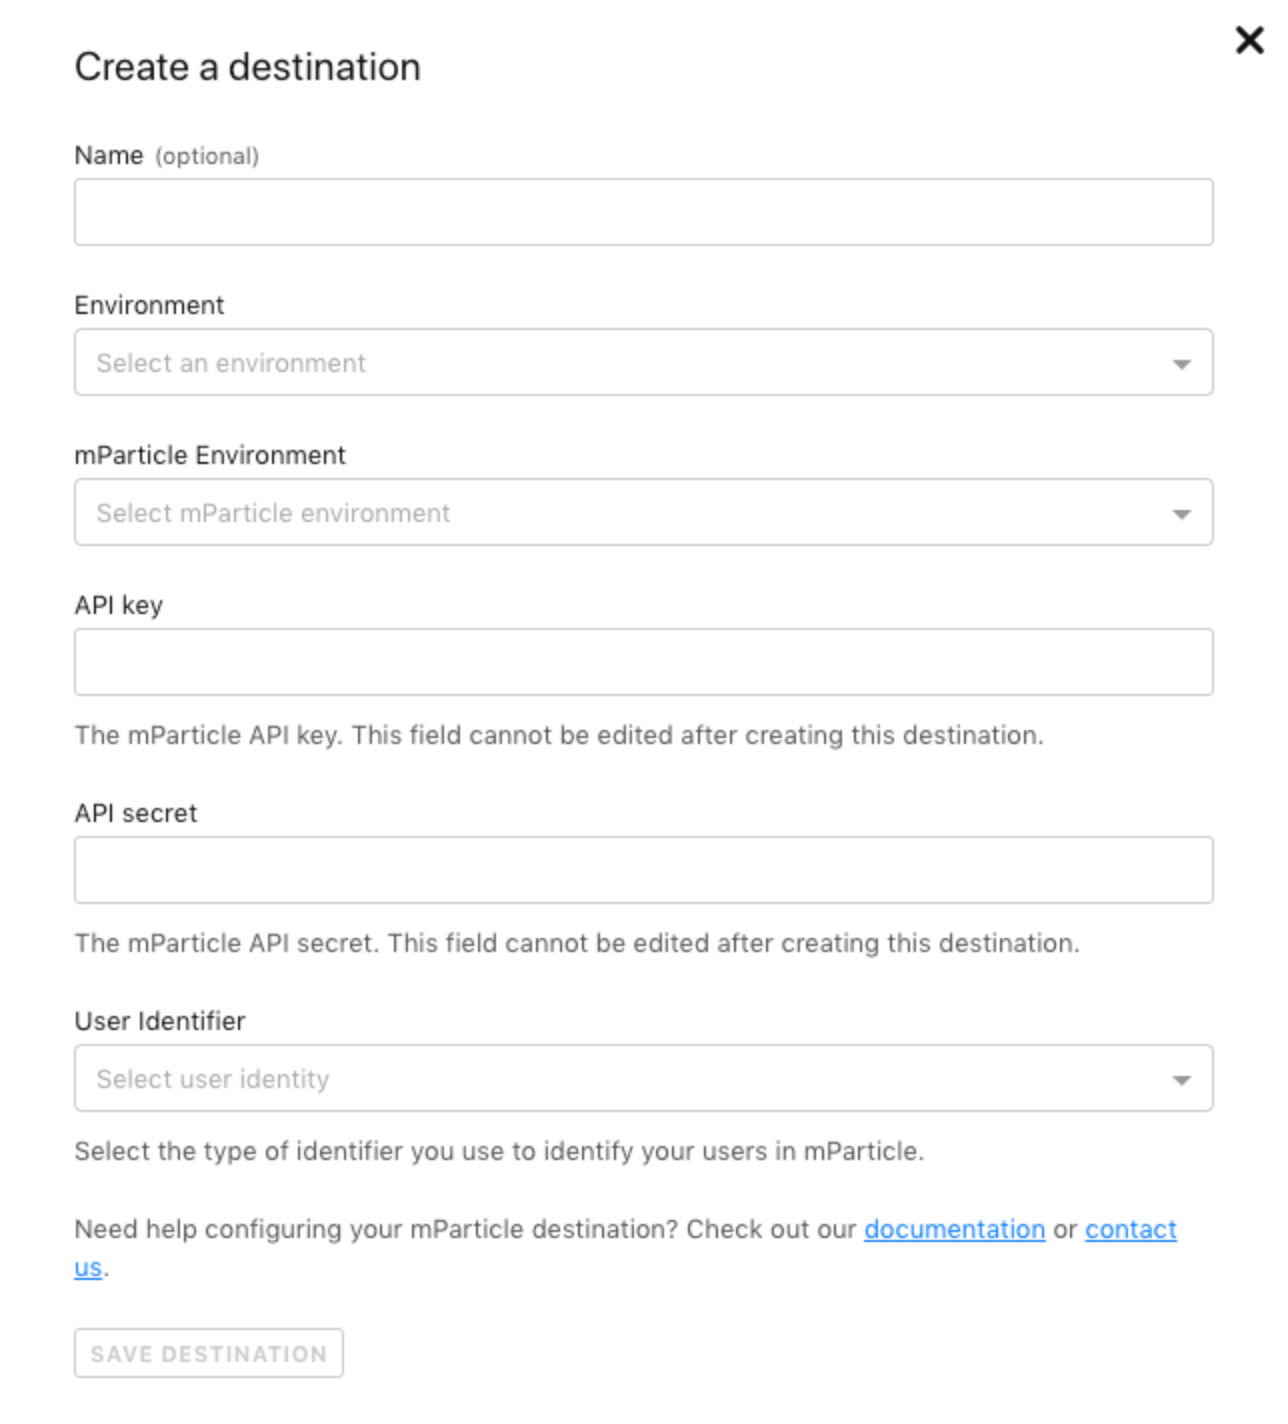 Create a destination
Name (optional)
Environment
Select an environment
mParticle Environment
Select mParticle environment
API key
The mParticle API key. This field cannot be edited after creating this destination.
API secret
The mParticle API secret. This field cannot be edited after creating this destination.
User Identifier
Select user identity
Select the type of identifier you use to identify your users in mParticle.
Need help configuring your mParticle destination? Check out our documentation or contact
us.
SAVE DESTINATION